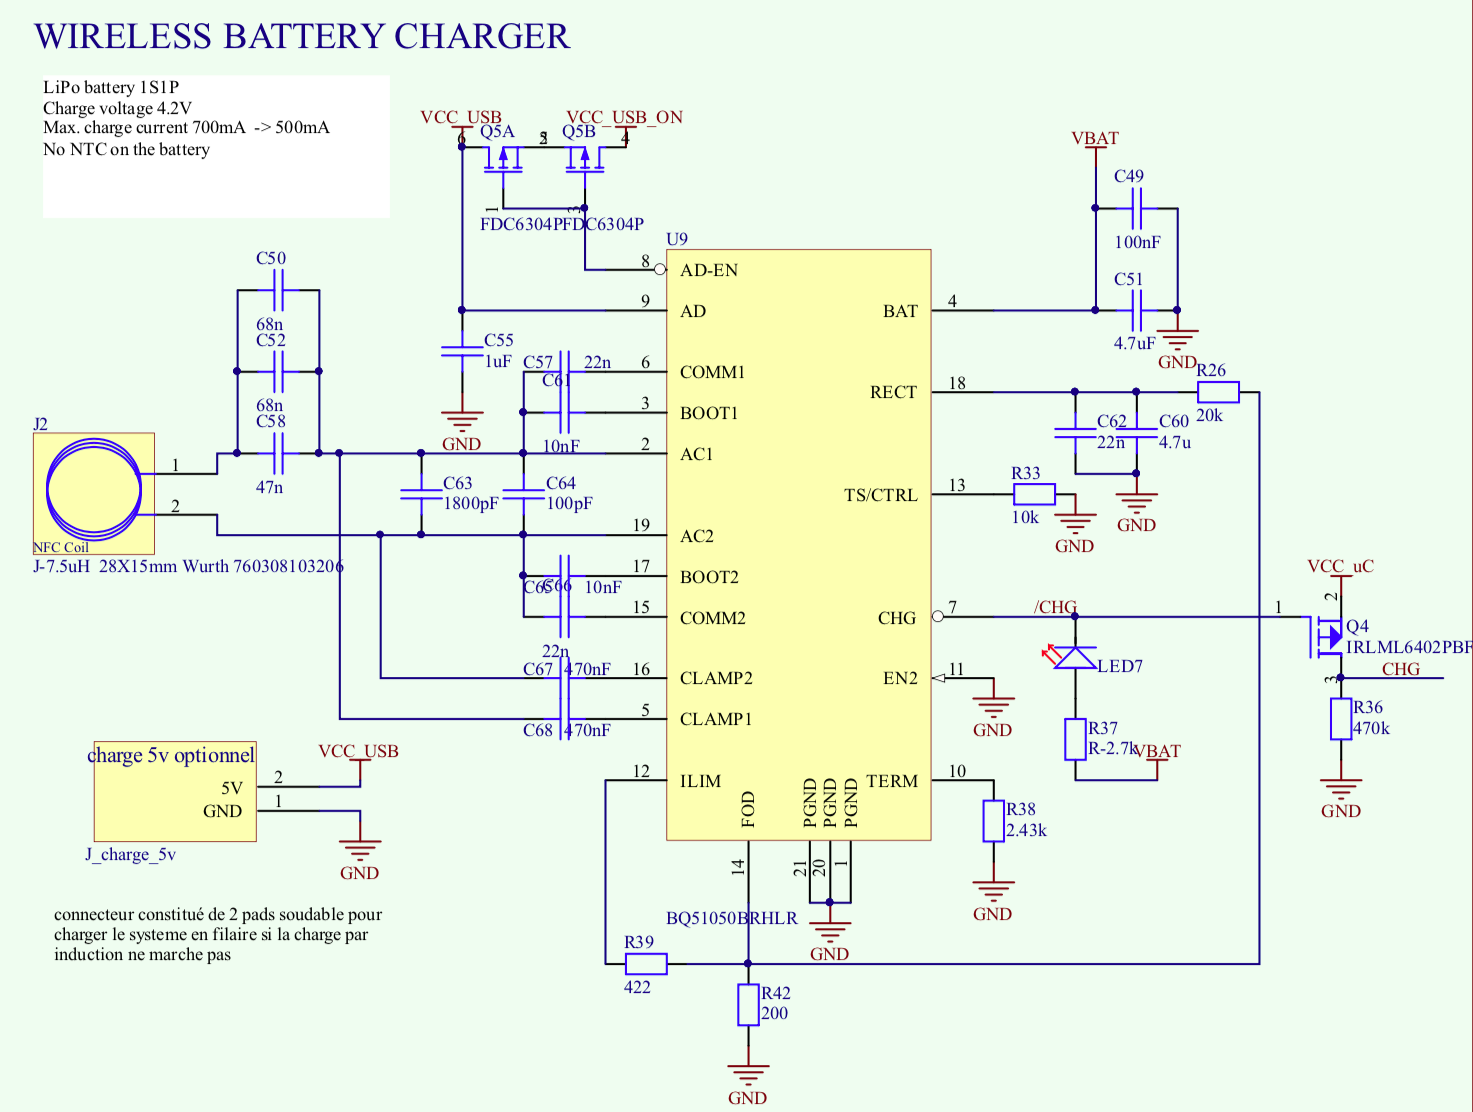 WIRELESS BATTERY CHARGER
LiPo battery 1S1P
Charge voltage 4.2V
Max. charge current 700mA -> 500mA
No NTC on the battery
VCC_USB
VCC_USB_ON
6
Q5A
Q5B
4
1
FDC6304P
FDC6304P
VBAT
C49
100nF
C51
4.7uF
GND
U9
8
AD-EN
9
AD
BAT
4
C50
68n
C52
68n
C58
47n
C55
1uF
GND
C57
22n
C61
10nF
6
COMM1
3
BOOT1
2
AC1
RECT
18
R26
20k
C62
22n
C60
4.7u
GND
J2
1
2
NFC Coil
J-7.5uH 28X15mm Wurth 760308103206
C63
1800pF
C64
100pF
19
AC2
17
BOOT2
15
COMM2
C65
C66
10nF
22n
TS/CTRL
13
R33
10k
GND
CHG
7
/CHG
1
VCC_uC
2
Q4
IRLML6402PBF
3
CHG
R36
470k
GND
LED7
R37
R-2.7k
VBAT
EN2
11
GND
C67
470nF
16
CLAMP2
5
CLAMP1
C68
470nF
12
ILIM
TERM
10
R38
2.43k
GND
FOD
PGND
PGND
PGND
14
21
20
1
BQ51050BRHLR
GND
R39
422
R42
200
GND
charge 5v optionnel
5V
2
GND
1
VCC_USB
GND
J_charge_5v
connecteur constitué de 2 pads soudable pour
charger le systeme en filaire si la charge par
induction ne marche pas